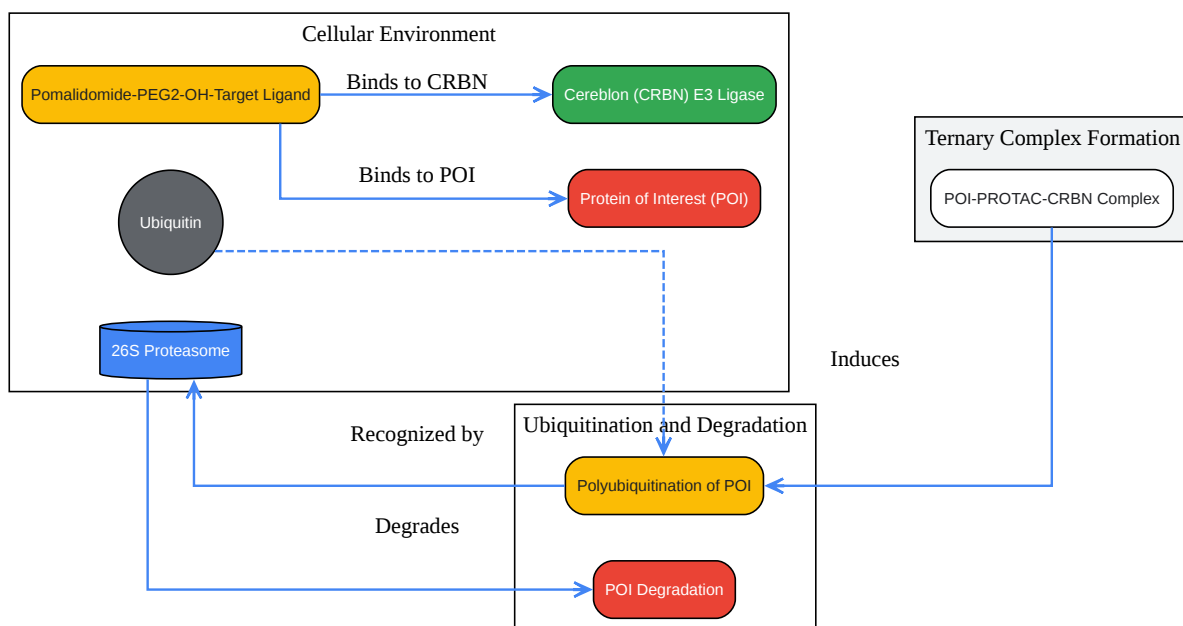 Cellular Environment
Pomalidomide-PEG2-OH-Target Ligand
Binds to CRBN
Cereblon (CRBN) E3 Ligase
Ternary Complex Formation
Binds to POI
Protein of Interest (POI)
POI-PROTAC-CRBN Complex
Ubiquitin
26S Proteasome
Induces
Recognized by
Ubiquitination and Degradation
Polyubiquitination of POI
Degrades
POI Degradation